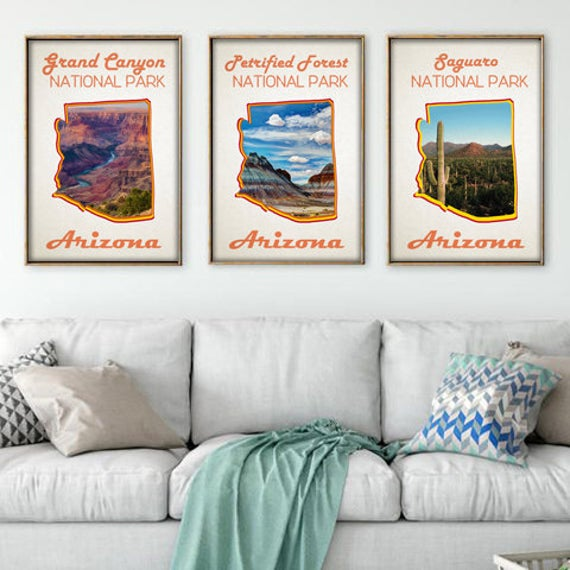 Grand Canyon
NATIONAL PARK
Arizona
Petrified Forest
NATIONAL PARK
Arizona
Saguaro
NATIONAL PARK
Arizona